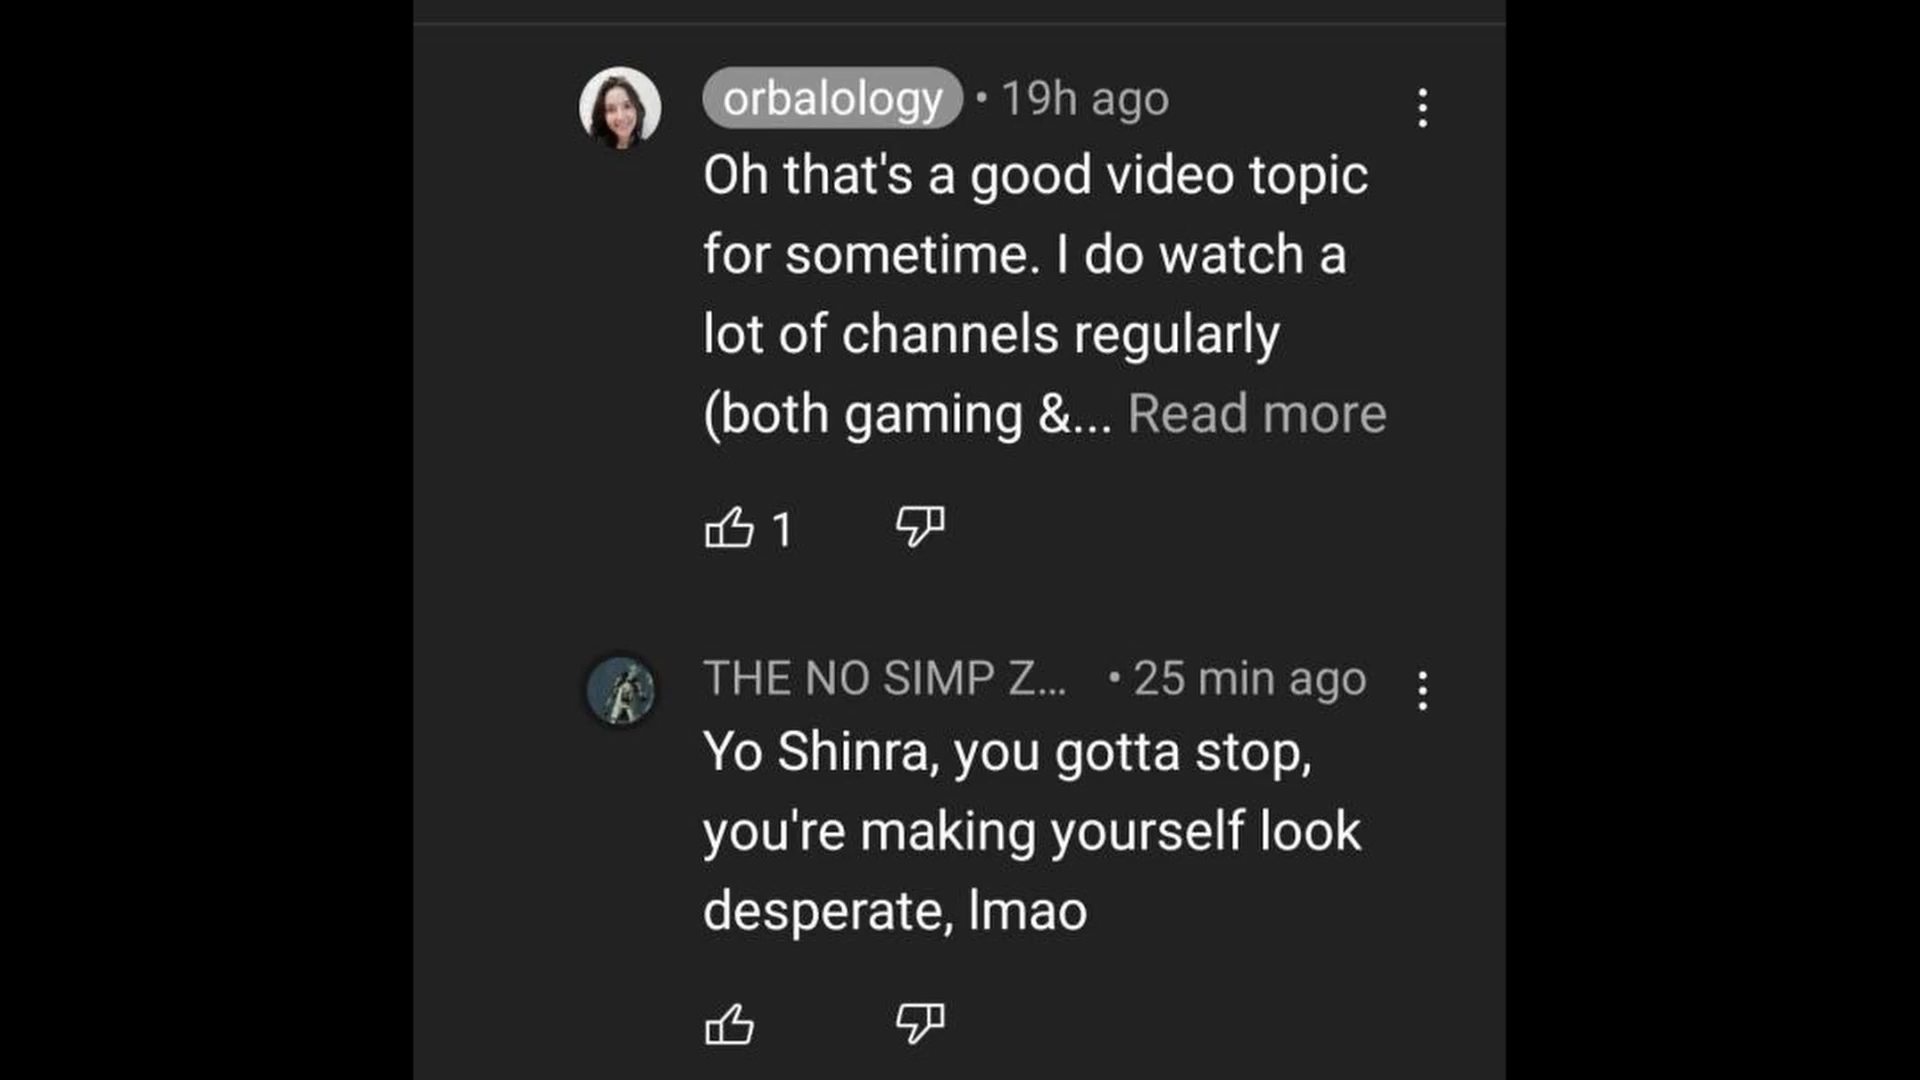 orbalology • 19h ago
Oh that's a good video topic
for sometime. I do watch a
lot of channels regularly
(both gaming &... Read more
1
THE NO SIMP Z... • 25 min ago
Yo Shinra, you gotta stop,
you're making yourself look
desperate, lmao